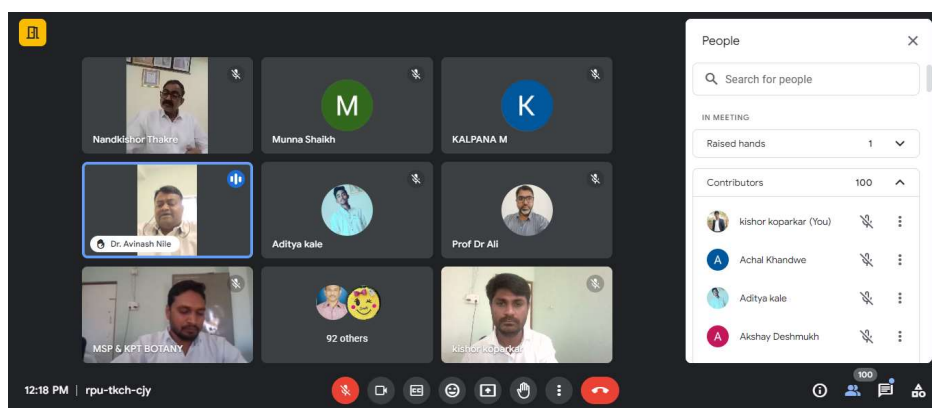 Nandkishor Thakre
M
Munna Shaikh
K
KALPANA M
Dr. Avinash Nile
Aditya kale
Prof Dr Ali
MSP & KPT BOTANY
92 others
kishor koparkar
People
Search for people
IN MEETING
Raised hands 1
Contributors 100
kishor koparkar (You)
A Achal Khandwe
Aditya kale
A Akshay Deshmukh
12:18 PM | rpu-tkch-cjy
CC
100